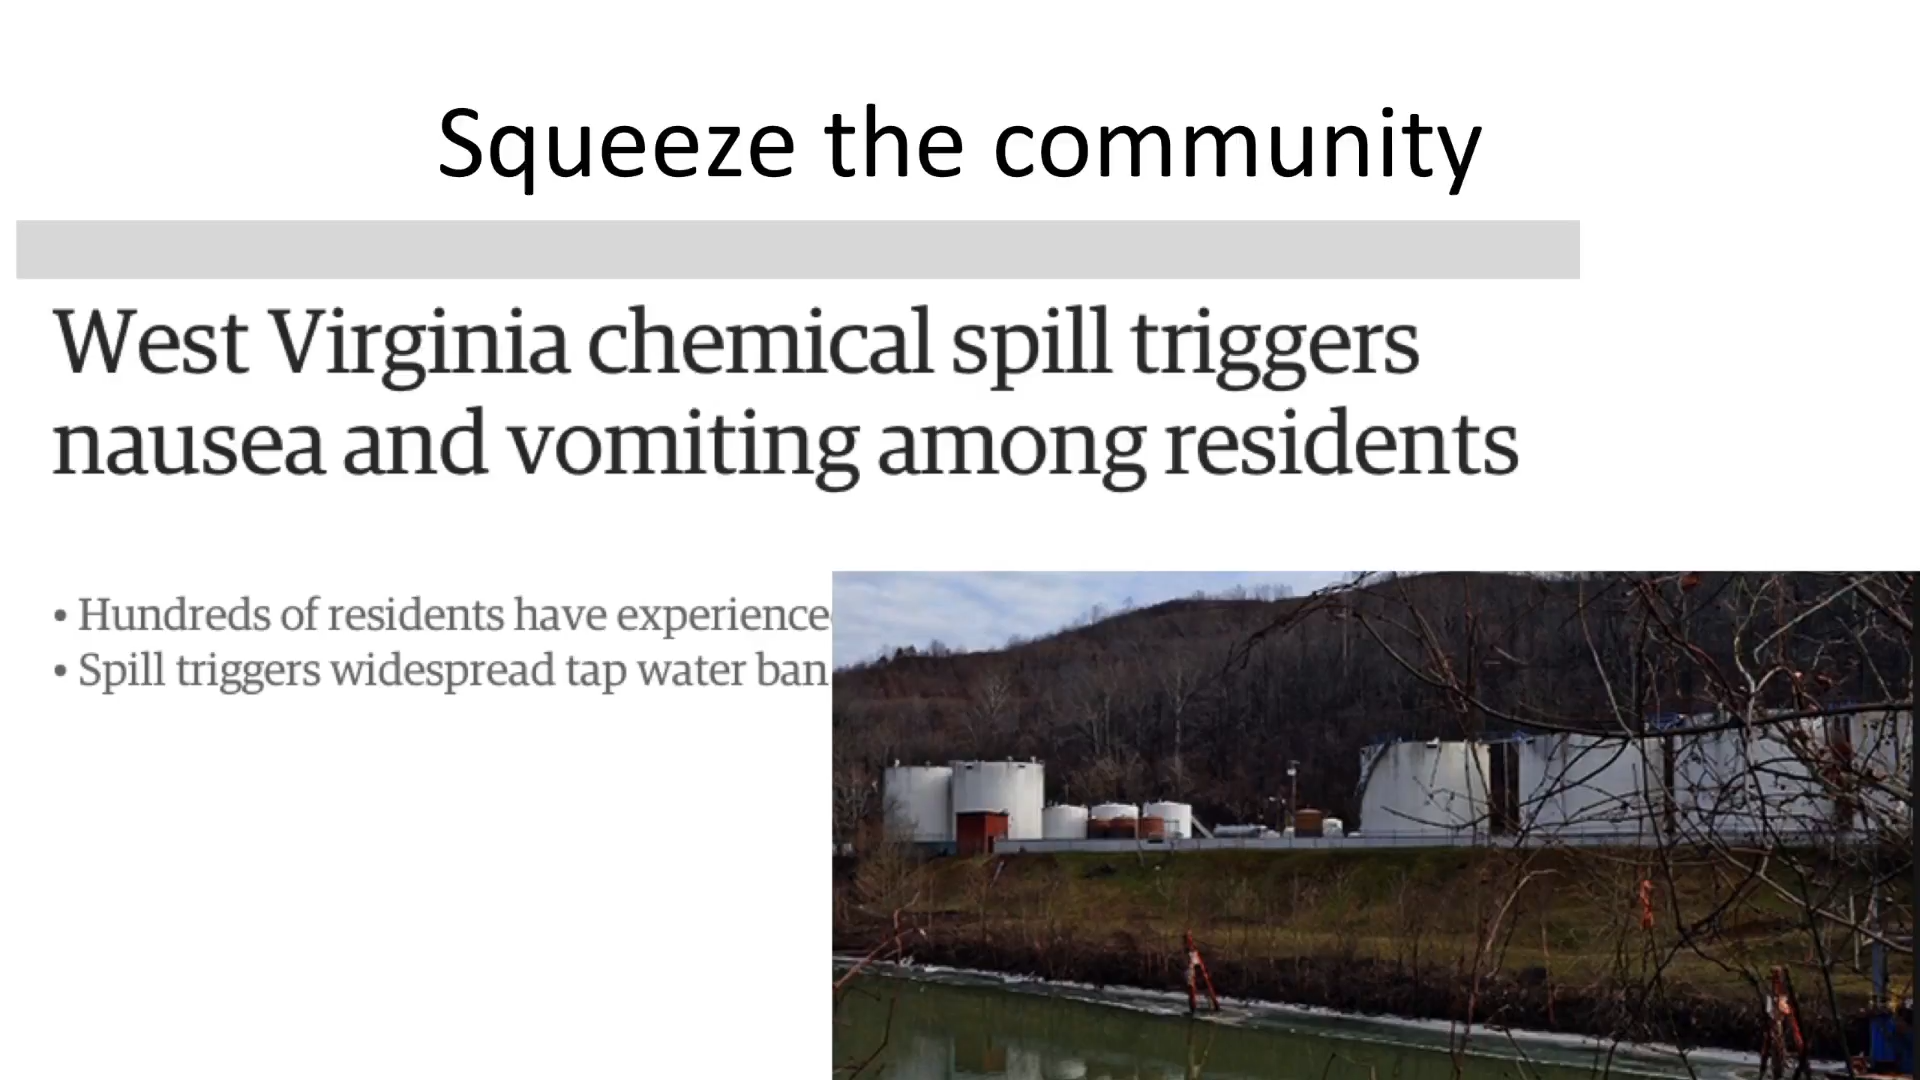 Squeeze the community
West Virginia chemical spill triggers
nausea and vomiting among residents
• Hundreds of residents have experience
• Spill triggers widespread tap water ban